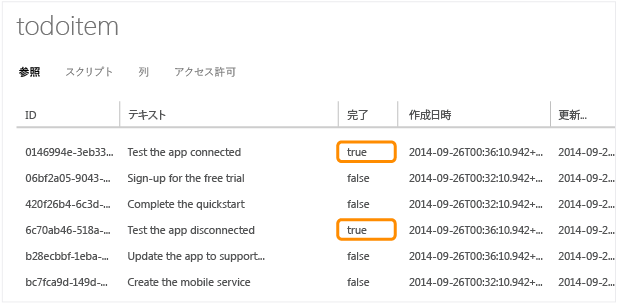 todoitem
参照 スクリプト 列 アクセス許可
ID テキスト 完了 作成日時 更新...
0146994e-3eb33... Test the app connected true 2014-09-26T00:36:10.942+... 2014-09-2...
06bf2a05-9043-... Sign-up for the free trial false 2014-09-26T00:32:10.942+... 2014-09-2...
420f26b4-6c3d-... Complete the quickstart false 2014-09-26T00:32:10.942+... 2014-09-2...
6c70ab46-518a-... Test the app disconnected true 2014-09-26T00:36:10.942+... 2014-09-2...
b28ecbbf-1eba-... Update the app to support... false 2014-09-26T00:36:10.942+... 2014-09-2...
bc7fca9d-149d-... Create the mobile service false 2014-09-26T00:32:10.942+... 2014-09-2...